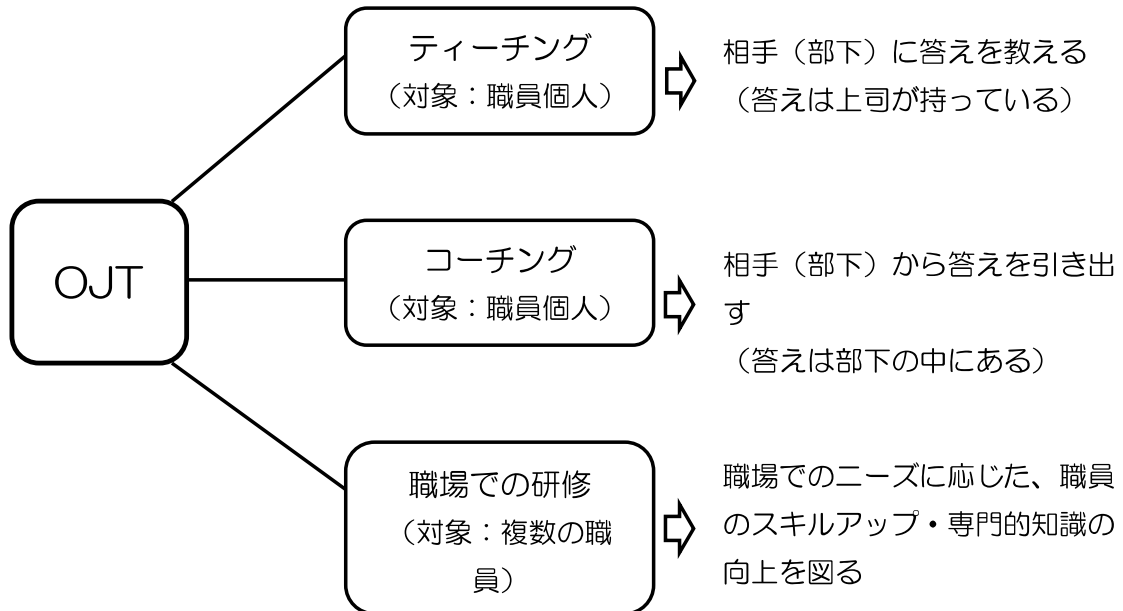 ティーチング
（対象：職員個人）
相手（部下）に答えを教える
（答えは上司が持っている）
OJT
コーチング
（対象：職員個人）
相手（部下）から答えを引き出
す
（答えは部下の中にある）
職場での研修
（対象：複数の職
員）
職場でのニーズに応じた、職員
のスキルアップ・専門的知識の
向上を図る